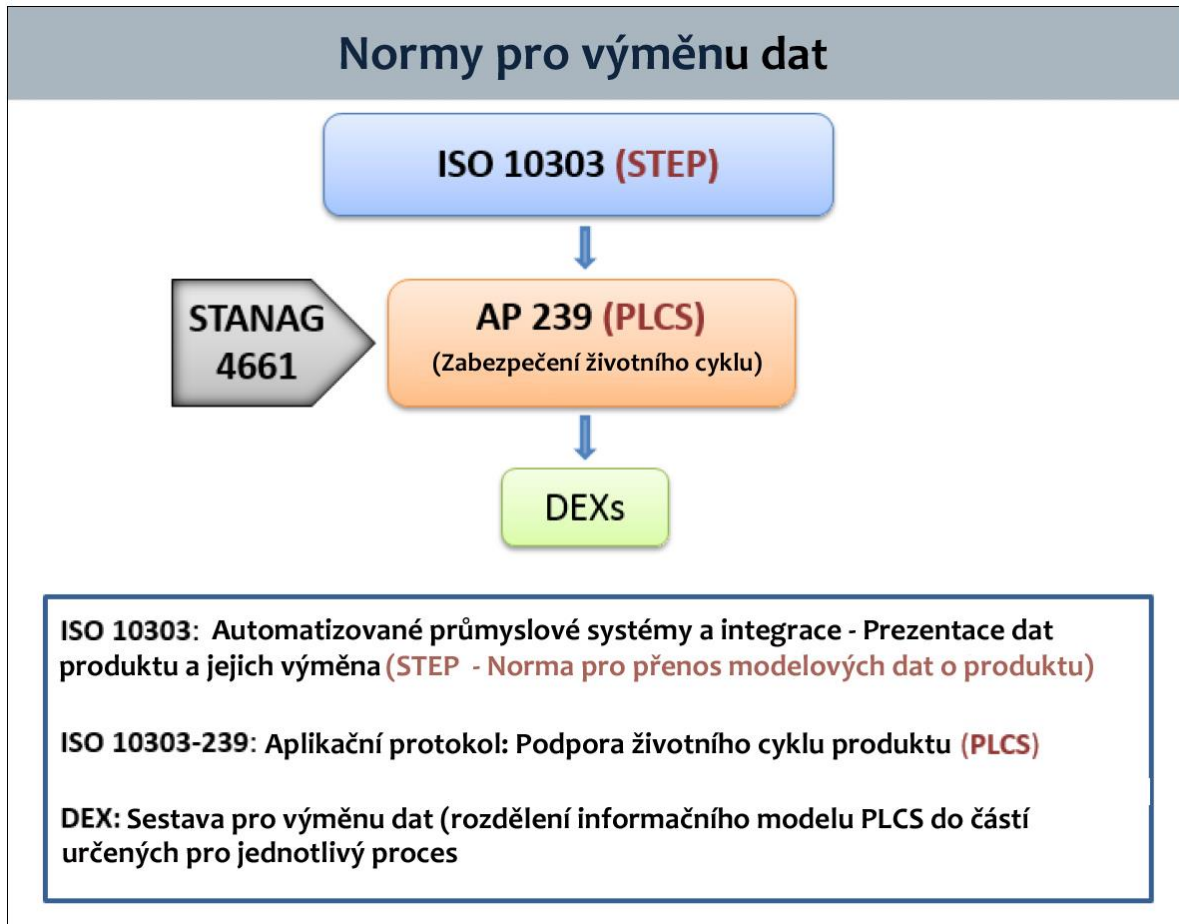 Normy pro výměnu dat
ISO 10303 (STEP)
STANAG
4661
AP 239 (PLCS)
(Zabezpečení životního cyklu)
DEXs
ISO 10303: Automatizované průmyslové systémy a integrace - Prezentace dat
produktu a jejich výměna (STEP - Norma pro přenos modelových dat o produktu)
ISO 10303-239: Aplikační protokol: Podpora životního cyklu produktu (PLCS)
DEX: Sestava pro výměnu dat (rozdělení informačního modelu PLCS do částí
určených pro jednotlivý proces